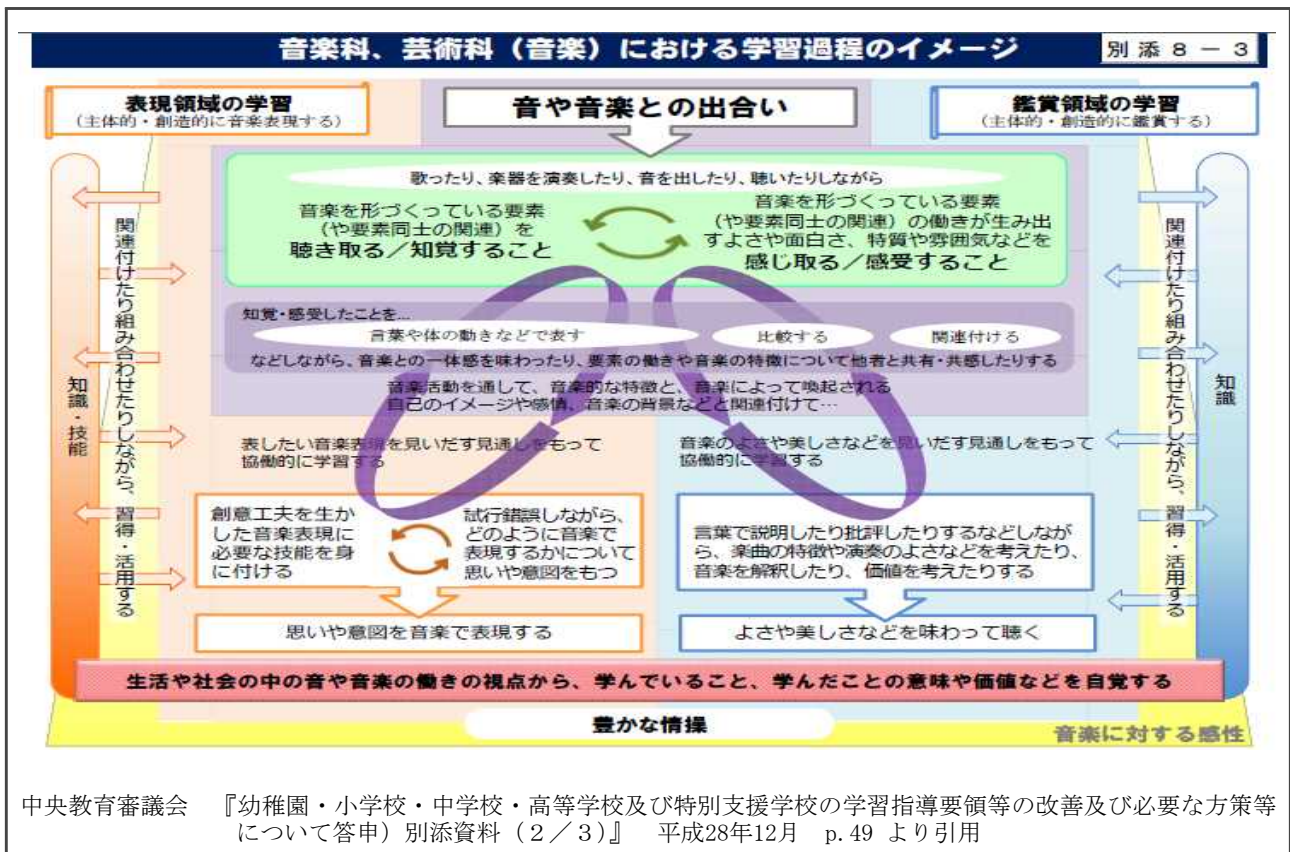 音楽科、芸術科（音楽）における学習過程のイメージ
別添８－３
表現領域の学習
（主体的・創造的に音楽表現する）
音や音楽との出合い
鑑賞領域の学習
（主体的・創造的に鑑賞する）
歌ったり、楽器を演奏したり、音を出したり、聴いたりしながら
音楽を形づくっている要素
（や要素同士の関連）を
聴き取る／知覚すること
音楽を形づくっている要素
（や要素同士の関連）の働きが生み出
すよさや面白さ、特質や雰囲気などを
感じ取る／感受すること
知覚・感受したことを…
言葉や体の動きなどで表す
比較する
関連付ける
などしながら、音楽との一体感を味わったり、要素の働きや音楽の特徴について他者と共有・共感したりする
音楽活動を通して、音楽的な特徴と、音楽によって喚起される
自己のイメージや感情、音楽の背景などと関連付けて…
表したい音楽表現を見いだす見通しをもって
協働的に学習する
音楽のよさや美しさなどを見いだす見通しをもって
協働的に学習する
知識・技能
関連付けたり組み合わせたりしながら、習得・活用する
創意工夫を生か
した音楽表現に
必要な技能を身
に付ける
試行錯誤しながら、
どのように音楽で
表現するかについて
思いや意図をもつ
言葉で説明したり批評したりするなどしなが
ら、楽曲の特徴や演奏のよさなどを考えたり、
音楽を解釈したり、価値を考えたりする
関連付けたり組み合わせたりしながら、習得・活用する
知識
思いや意図を音楽で表現する
よさや美しさなどを味わって聴く
生活や社会の中の音や音楽の働きの視点から、学んでいること、学んだことの意味や価値などを自覚する
豊かな情操
音楽に対する感性
中央教育審議会　『幼稚園・小学校・中学校・高等学校及び特別支援学校の学習指導要領等の改善及び必要な方策等
について答申）別添資料（２／３）』　平成28年12月　p.49 より引用